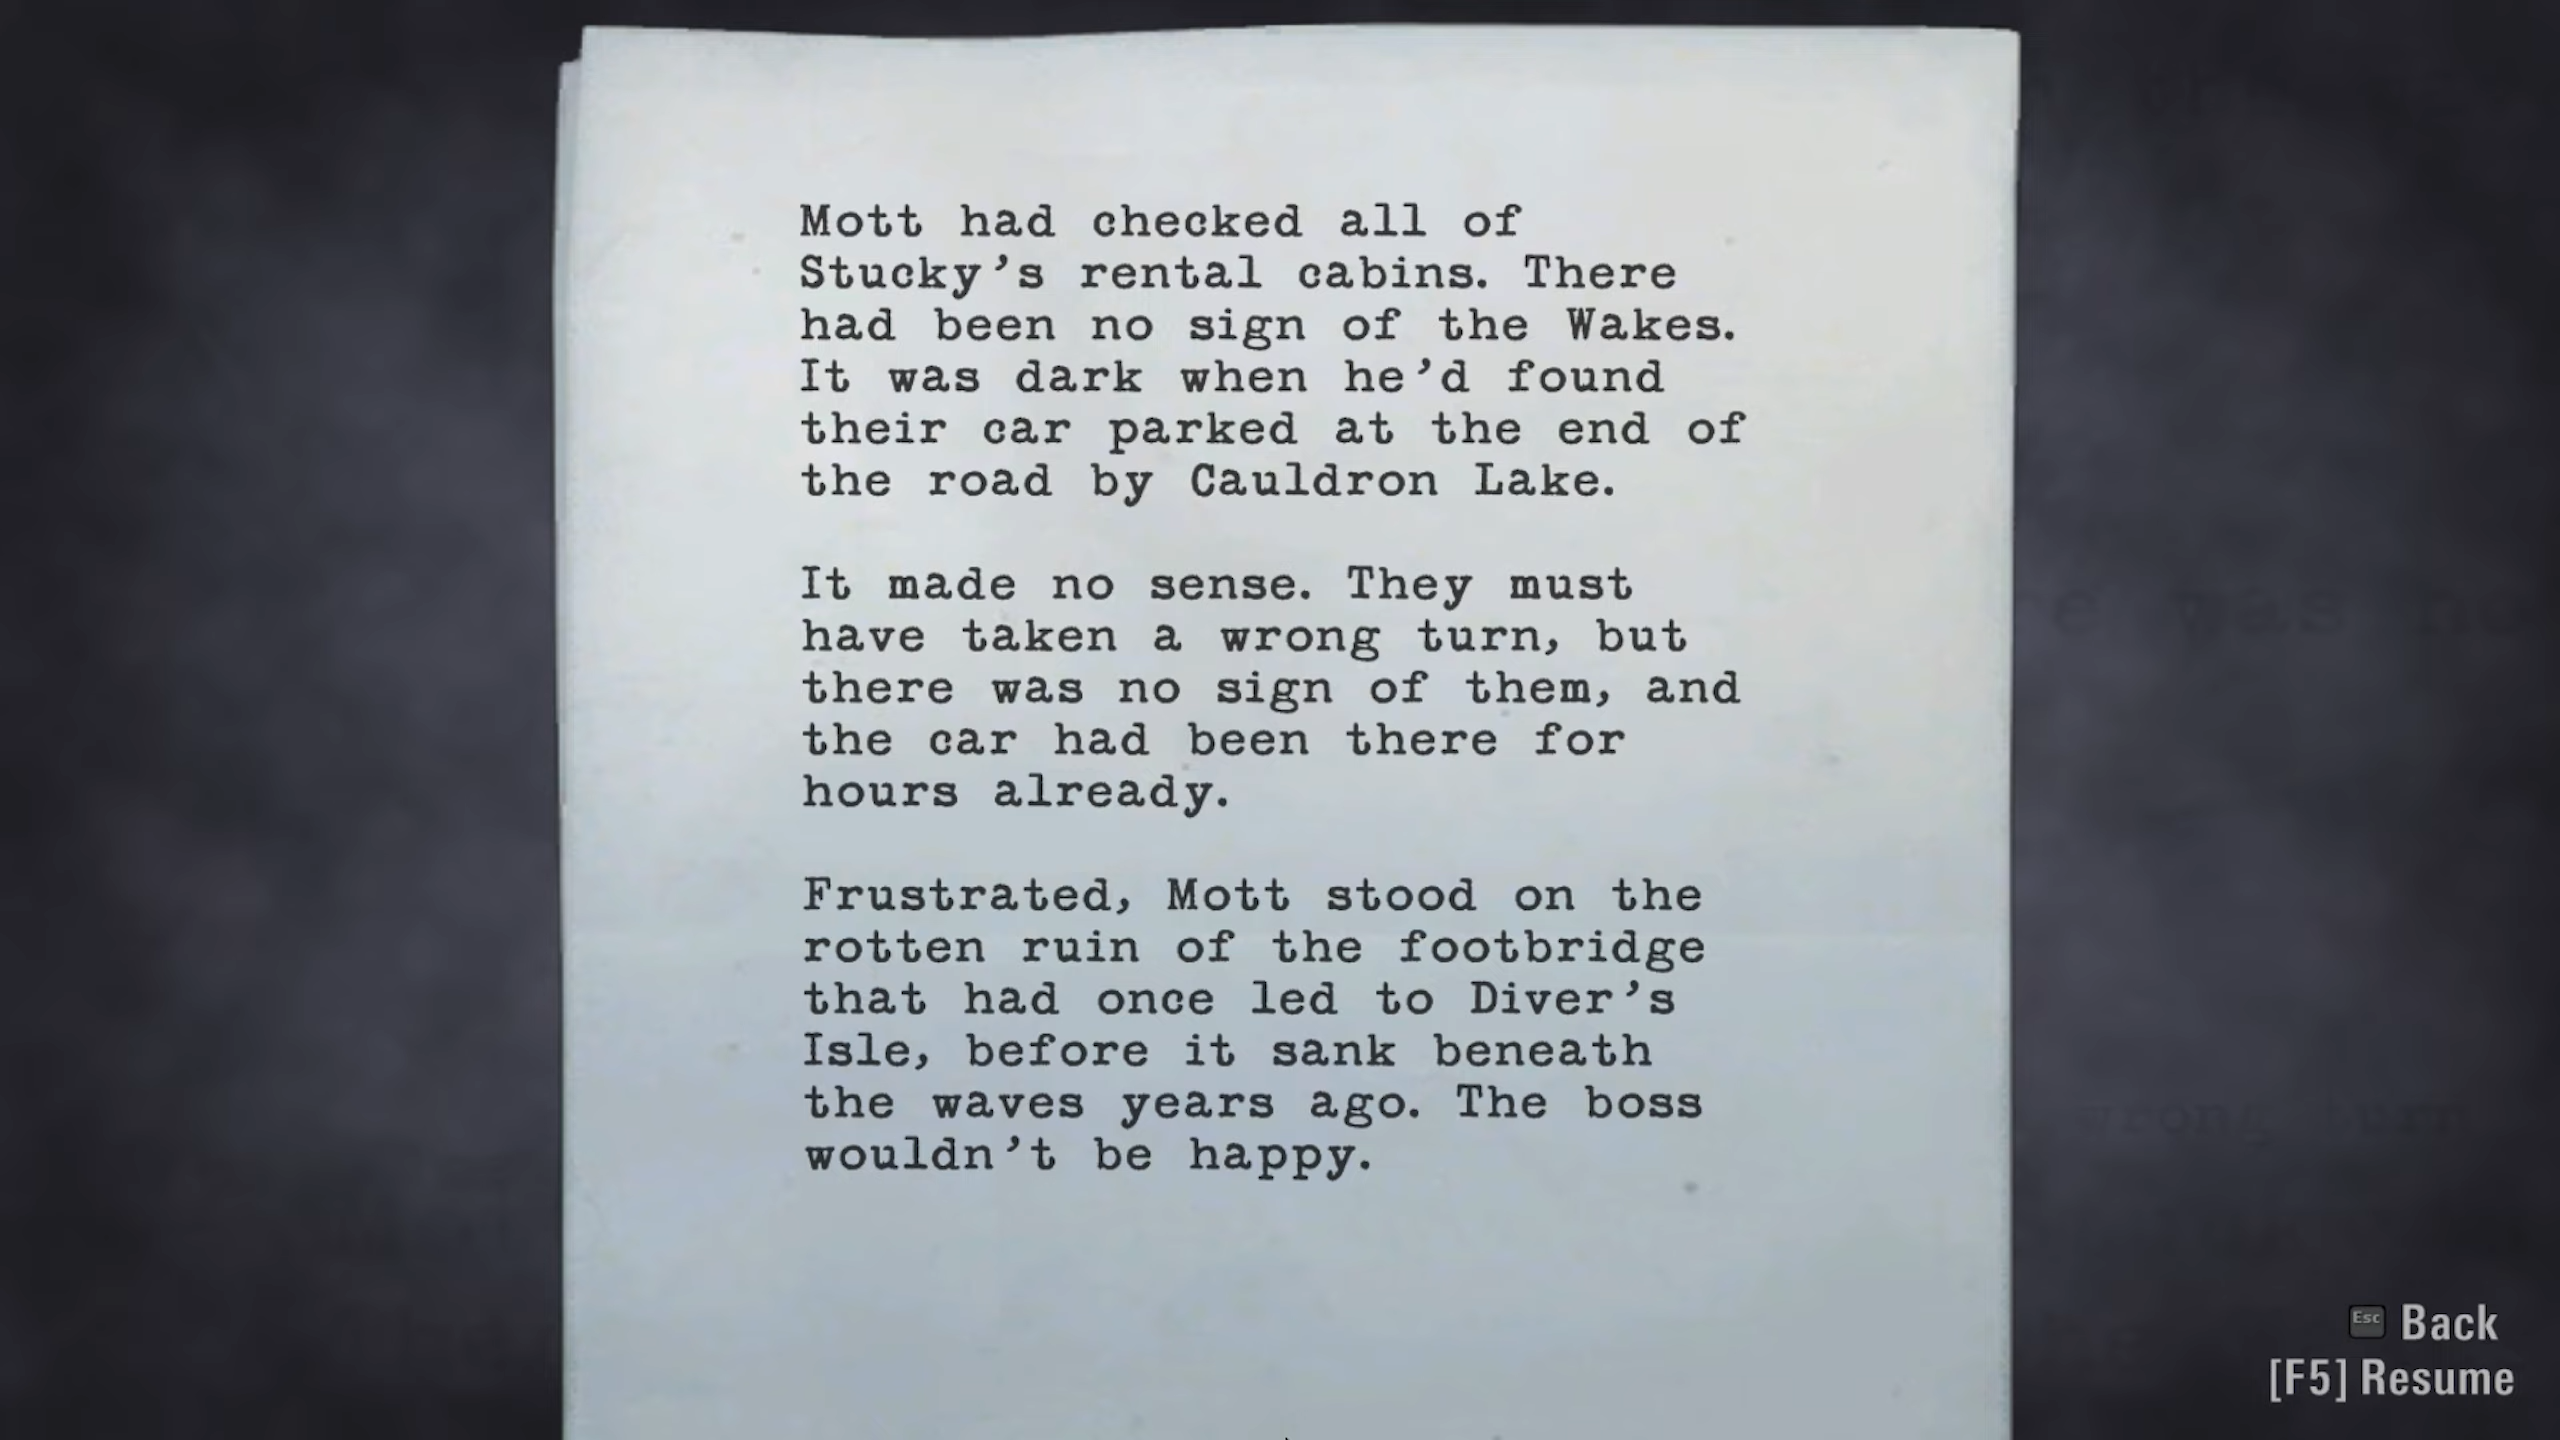 Mott had checked all of
Stucky’s rental cabins. There
had been no sign of the Wakes.
It was dark when he’d found
their car parked at the end of
the road by Cauldron Lake.
It made no sense. They must
have taken a wrong turn, but
there was no sign of them, and
the car had been there for
hours already.
Frustrated, Mott stood on the
rotten ruin of the footbridge
that had once led to Diver’s
Isle, before it sank beneath
the waves years ago. The boss
wouldn’t be happy.
Esc Back
[F5] Resume